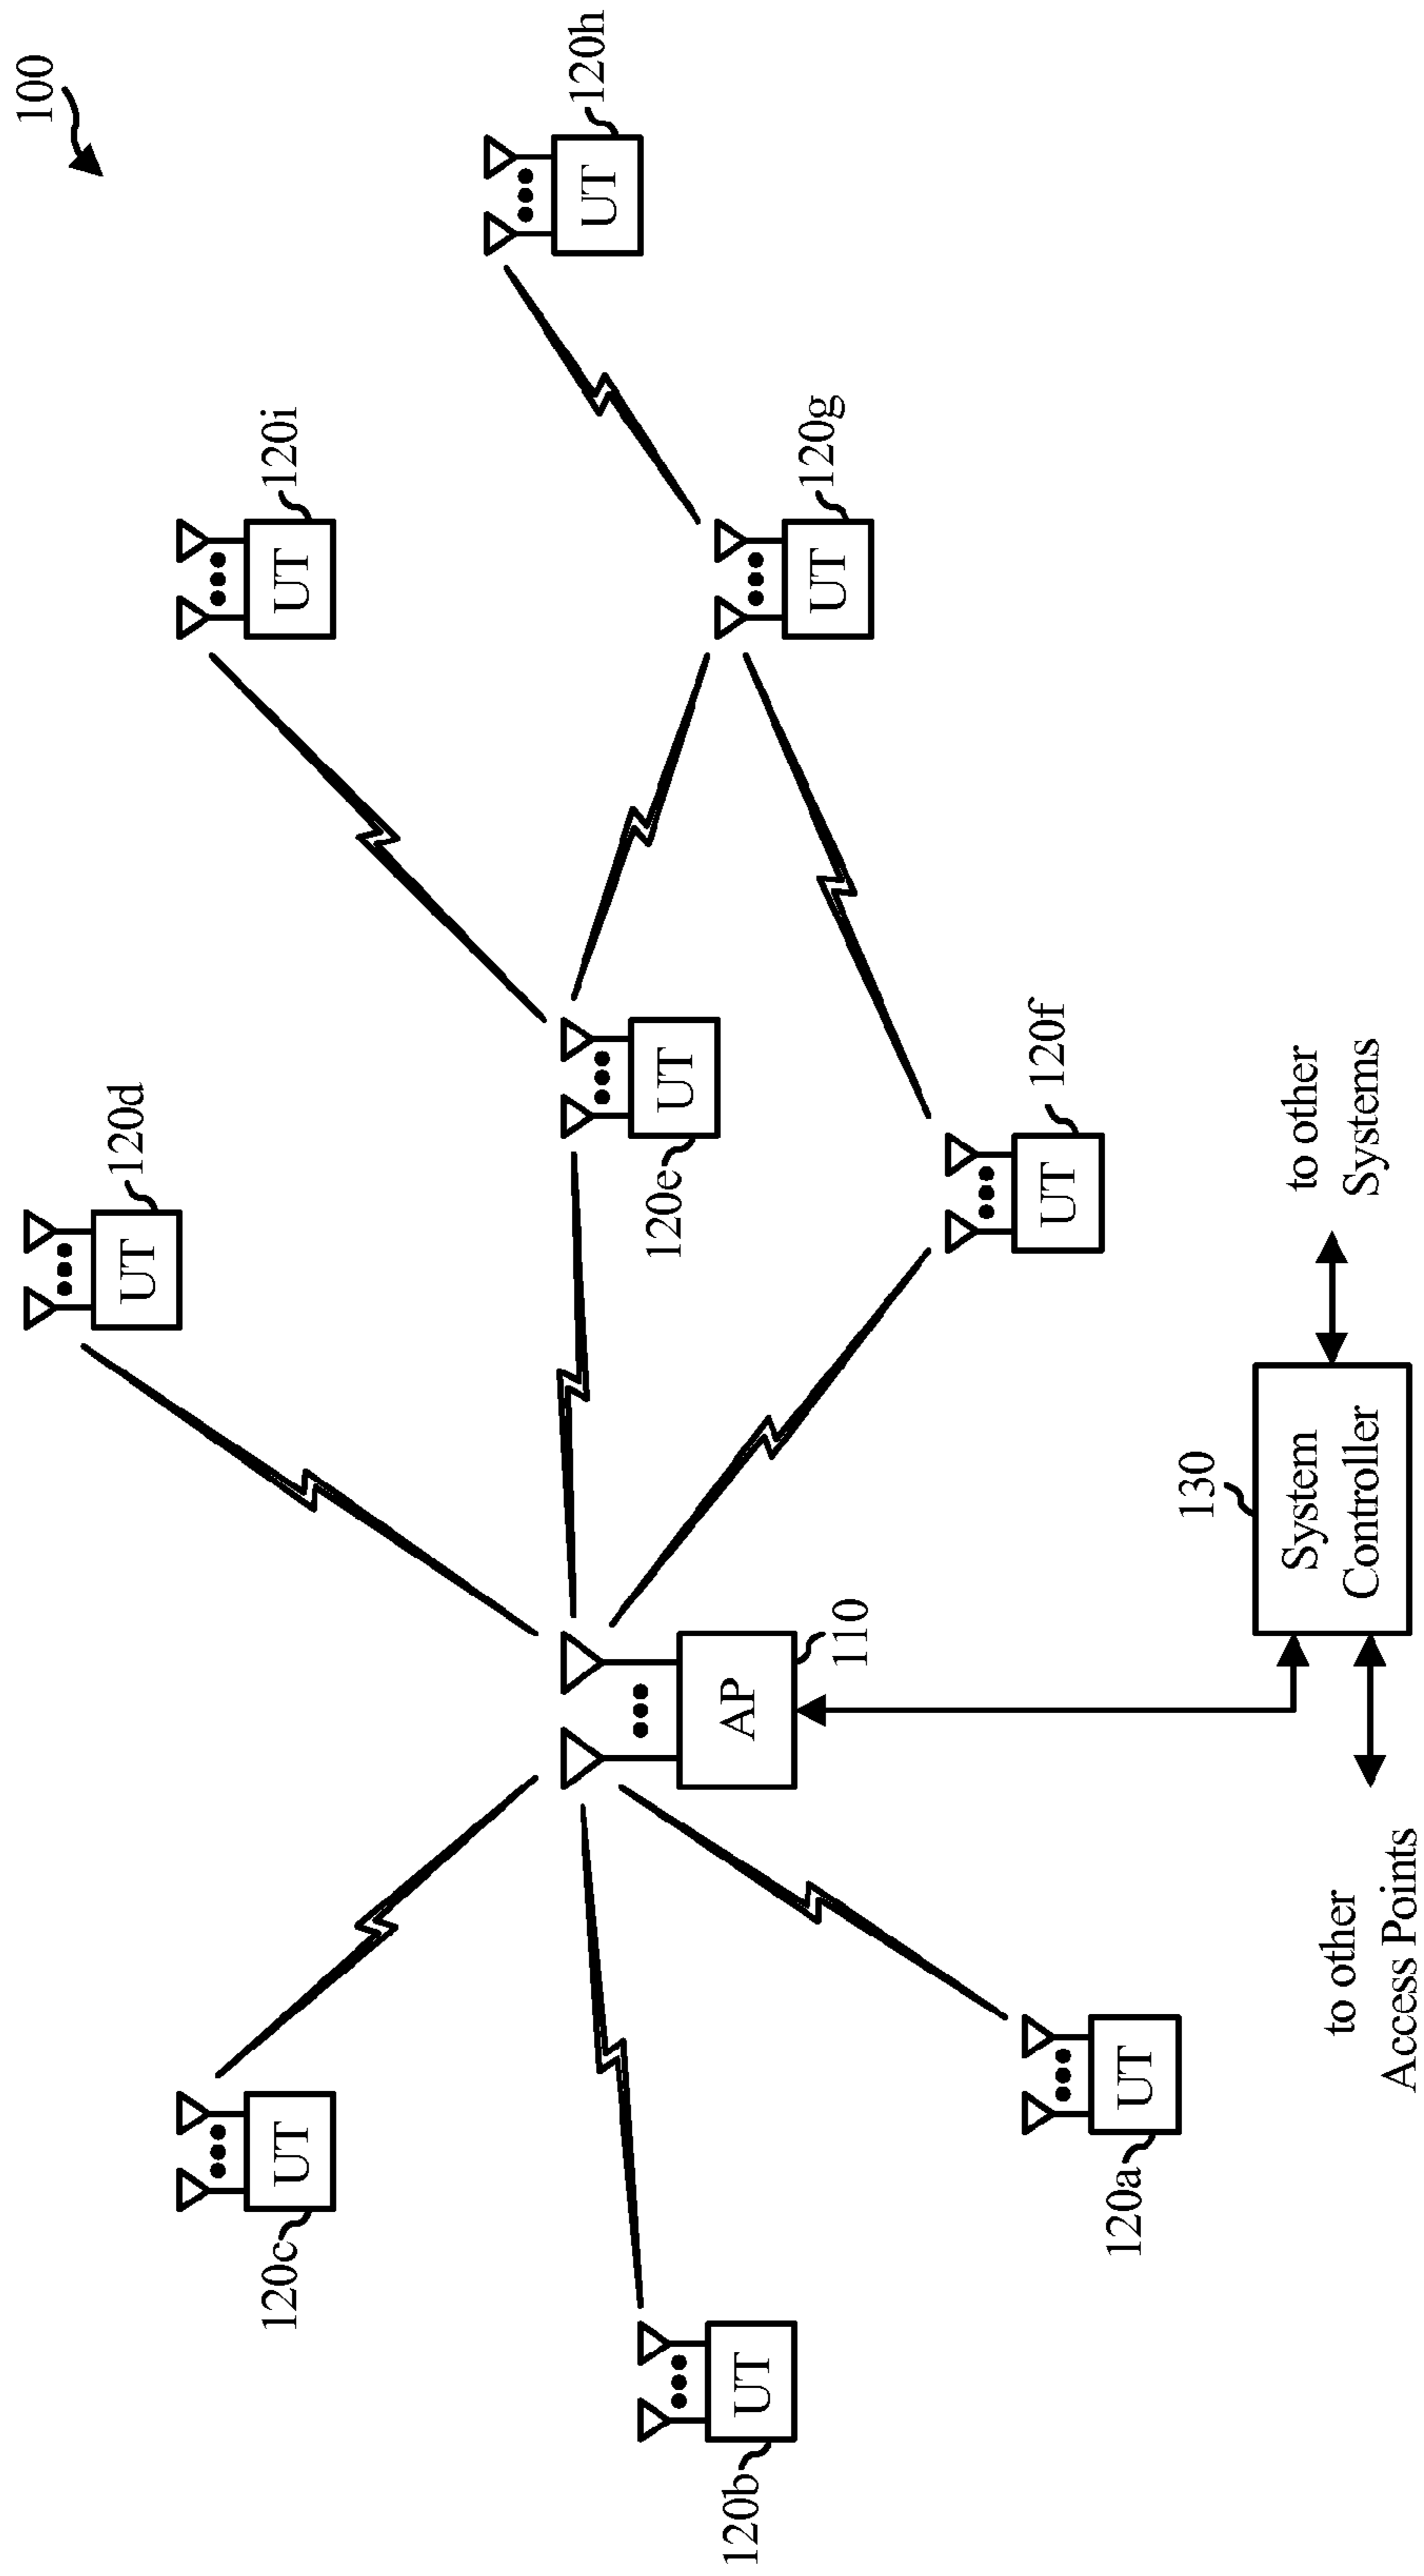 100
120d
UT
120i
UT
120c
UT
120h
UT
120e
UT
120g
UT
AP
110
120b
UT
120f
UT
120a
UT
130
System
Controller
to other
Systems
to other
Access Points